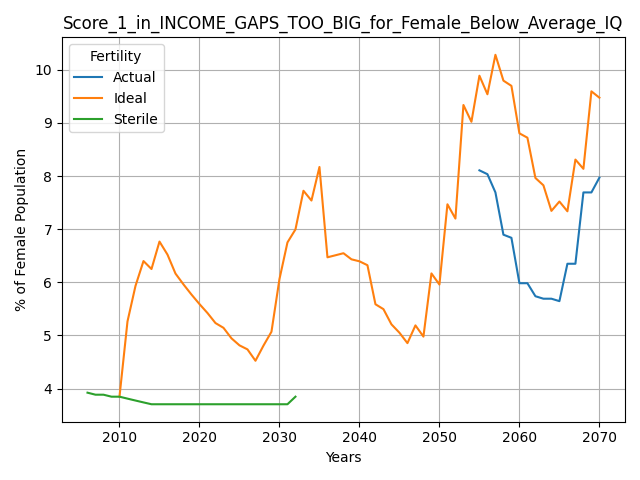 Score_1_in_INCOME_GAPS_TOO_BIG_for_Female_Below_Average_IQ
Fertility
Actual
Ideal
Sterile
% of Female Population
10
9
8
7
6
5
4
2010 2020 2030 2040 2050 2060 2070
Years